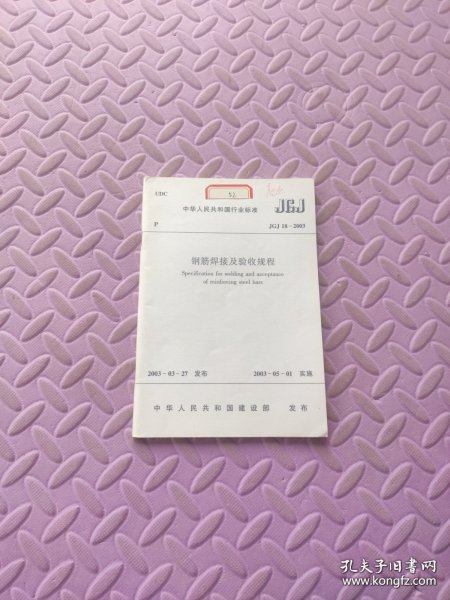 UDC
52
中华人民共和国行业标准
JGJ
P
JGJ 18-2003
钢筋焊接及验收规程
Specification for welding and acceptance
of reinforcing steel bars
2003-03-27 发布
2003-05-01 实施
中华人民共和国建设部 发布
孔夫子旧书网
www.kongfz.com